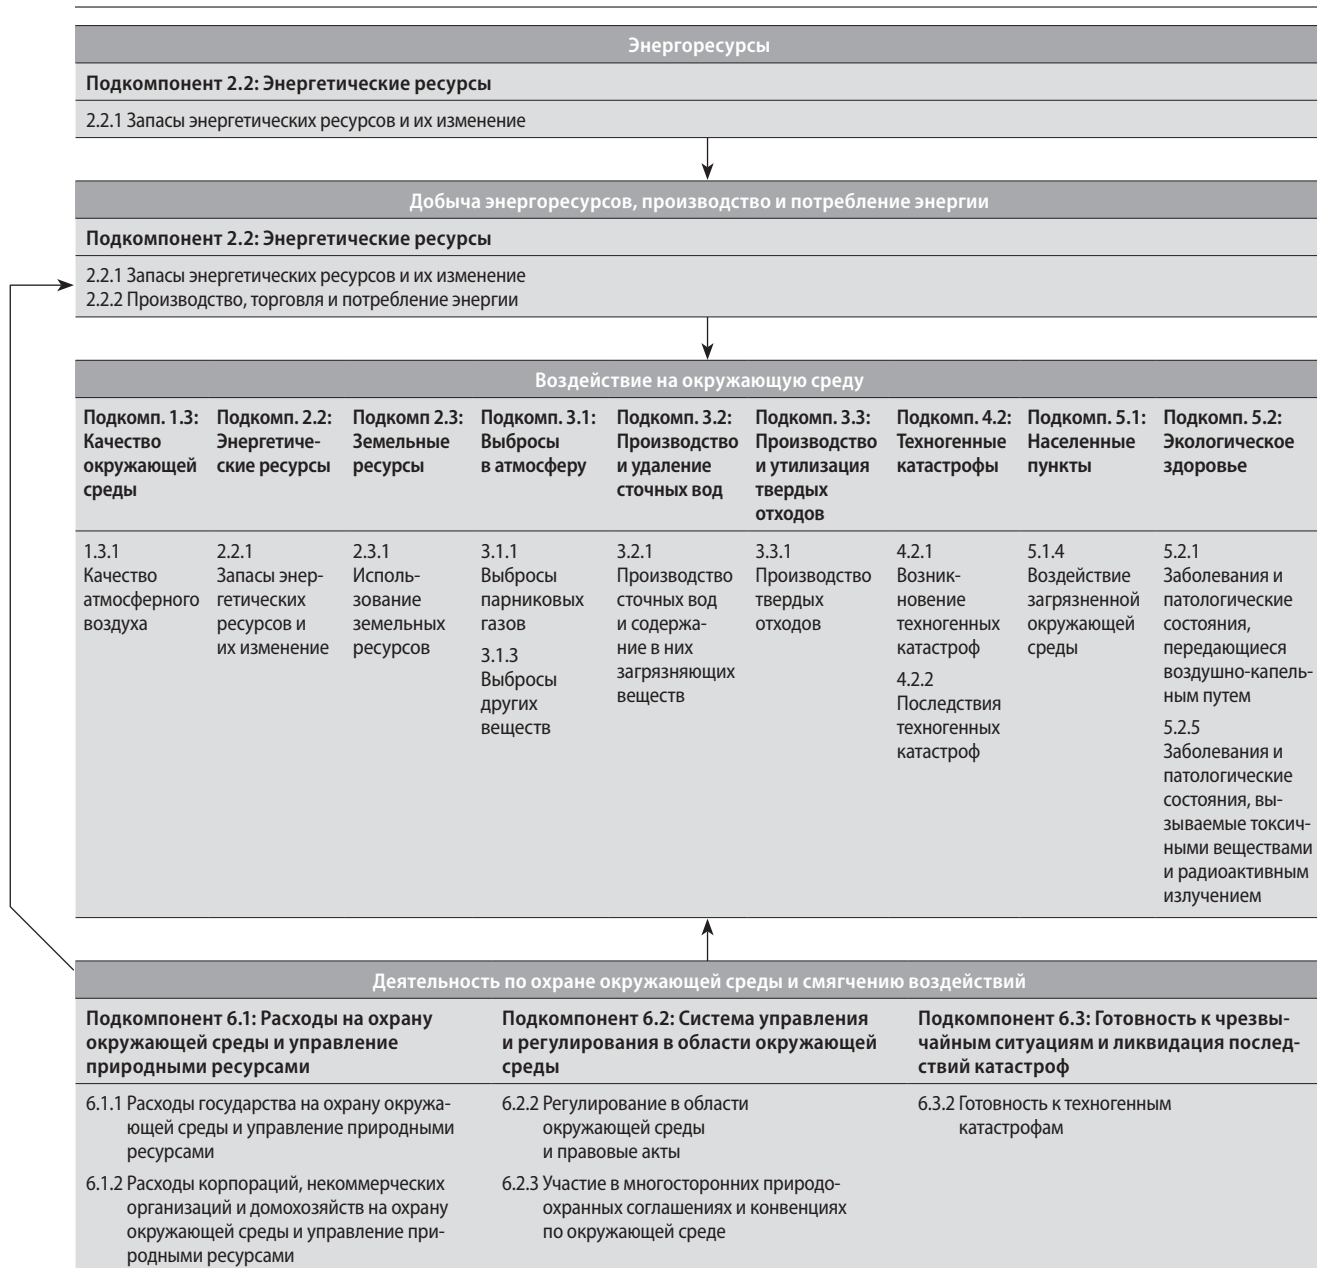 Энергоресурсы
Подкомпонент 2.2: Энергетические ресурсы
2.2.1 Запасы энергетических ресурсов и их изменение
Добыча энергоресурсов, производство и потребление энергии
Подкомпонент 2.2: Энергетические ресурсы
2.2.1 Запасы энергетических ресурсов и их изменение
2.2.2 Производство, торговля и потребление энергии
Воздействие на окружающую среду
Подкомп. 1.3:
Качество
окружающей
среды
Подкомп. 2.2:
Энергетиче-
ские ресурсы
Подкомп 2.3:
Земельные
ресурсы
Подкомп. 3.1:
Выбросы
в атмосферу
Подкомп. 3.2:
Производство
и удаление
сточных вод
Подкомп. 3.3:
Производство
и утилизация
твердых
отходов
Подкомп. 4.2:
Техногенные
катастрофы
Подкомп. 5.1:
Населенные
пункты
Подкомп. 5.2:
Экологическое
здоровье
1.3.1
Качество
атмосферного
воздуха
2.2.1
Запасы энер-
гетических
ресурсов и
их изменение
2.3.1
Исполь-
зование
земельных
ресурсов
3.1.1
Выбросы
парниковых
газов
3.1.3
Выбросы
других
веществ
3.2.1
Производство
сточных вод
и содержа-
ние в них
загрязняющих
веществ
3.3.1
Производство
твердых
отходов
4.2.1
Возник-
новение
техногенных
катастроф
4.2.2
Последствия
техногенных
катастроф
5.1.4
Воздействие
загрязненной
окружающей
среды
5.2.1
Заболевания и
патологические
состояния,
передающиеся
воздушно-капель-
ным путем
5.2.5
Заболевания и
патологические
состояния, вы-
зываемые токсич-
ными веществами
и радиоактивным
излучением
Деятельность по охране окружающей среды и смягчению воздействий
Подкомпонент 6.1: Расходы на охрану
окружающей среды и управление
природными ресурсами
Подкомпонент 6.2: Система управления
и регулирования в области окружающей
среды
Подкомпонент 6.3: Готовность к чрезвы-
чайным ситуациям и ликвидация послед-
ствий катастроф
6.1.1 Расходы государства на охрану окружа-
ющей среды и управление природными
ресурсами
6.1.2 Расходы корпораций, некоммерческих
организаций и домохозяйств на охрану
окружающей среды и управление при-
родными ресурсами
6.2.2 Регулирование в области
окружающей среды
и правовые акты
6.2.3 Участие в многосторонних природо-
охранных соглашениях и конвенциях
по окружающей среде
6.3.2 Готовность к техногенным
катастрофам